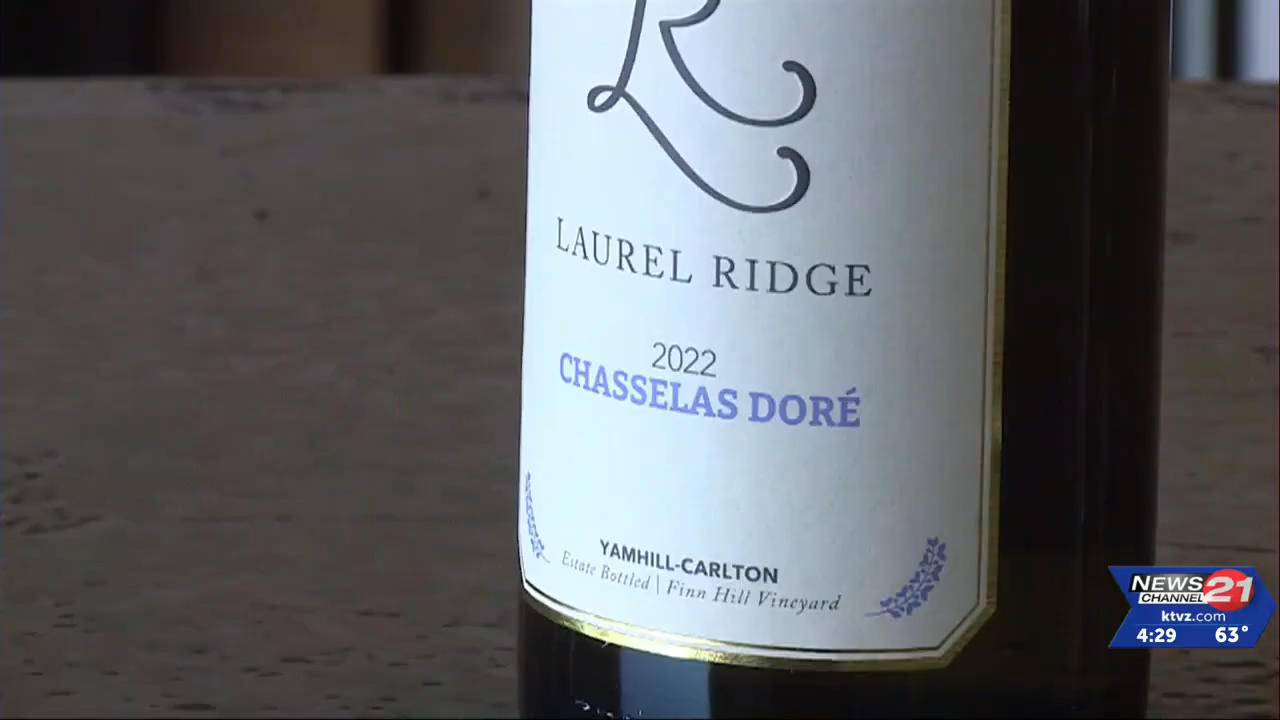 LR
LAUREL RIDGE
2022
CHASSELAS DORÉ
YAMHILL-CARLTON
Estate Bottled | Finn Hill Vineyard
NEWS
CHANNEL 21
ktvz.com
4:29 63°